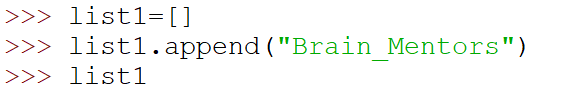 >>> list1=[]
>>> list1.append("Brain_Mentors")
>>> list1